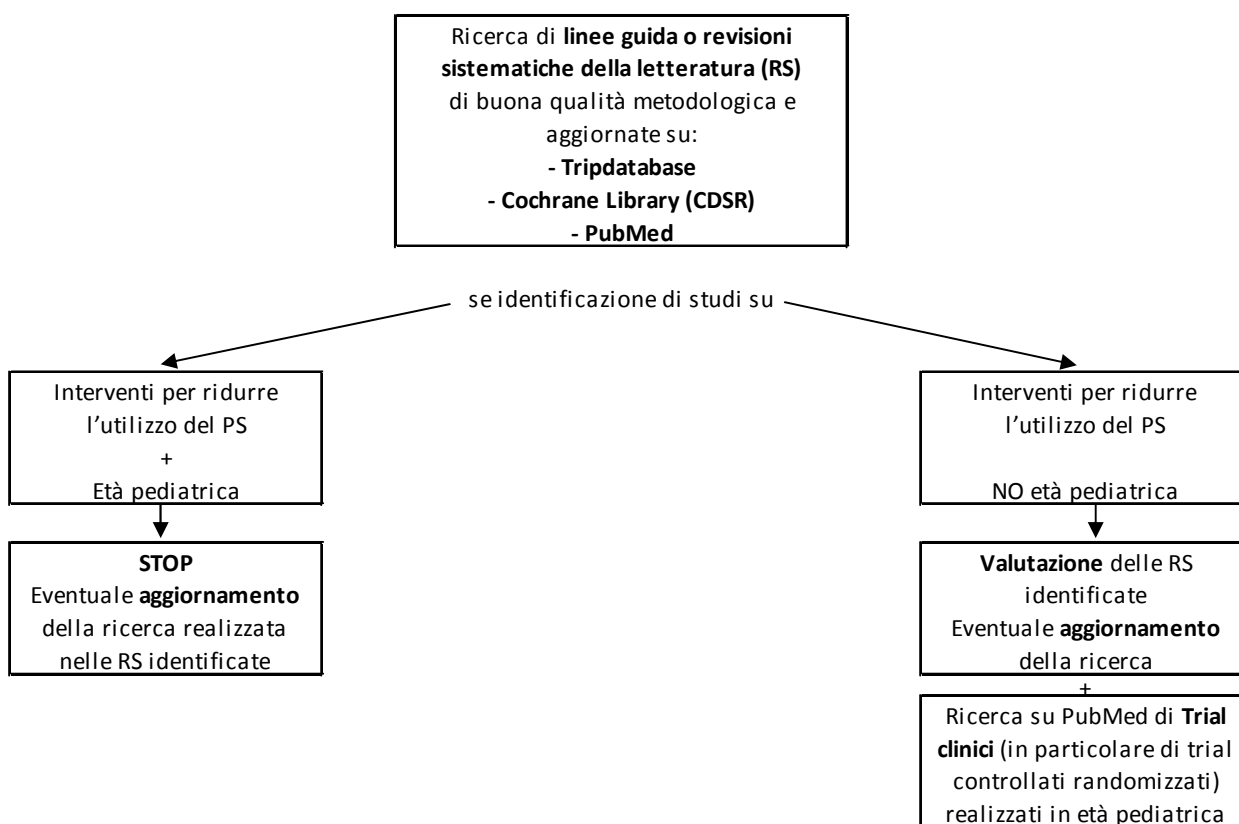 Ricerca di linee guida o revisioni
sistematiche della letteratura (RS)
di buona qualità metodologica e
aggiornate su:
- Tripdatabase
- Cochrane Library (CDSR)
- PubMed
se identificazione di studi su
Interventi per ridurre
l’utilizzo del PS
+
Età pediatrica
STOP
Eventuale aggiornamento
della ricerca realizzata
nelle RS identificate
Interventi per ridurre
l’utilizzo del PS
NO età pediatrica
Valutazione delle RS
identificate
Eventuale aggiornamento
della ricerca
+
Ricerca su PubMed di Trial
clinici (in particolare di trial
controllati randomizzati)
realizzati in età pediatrica